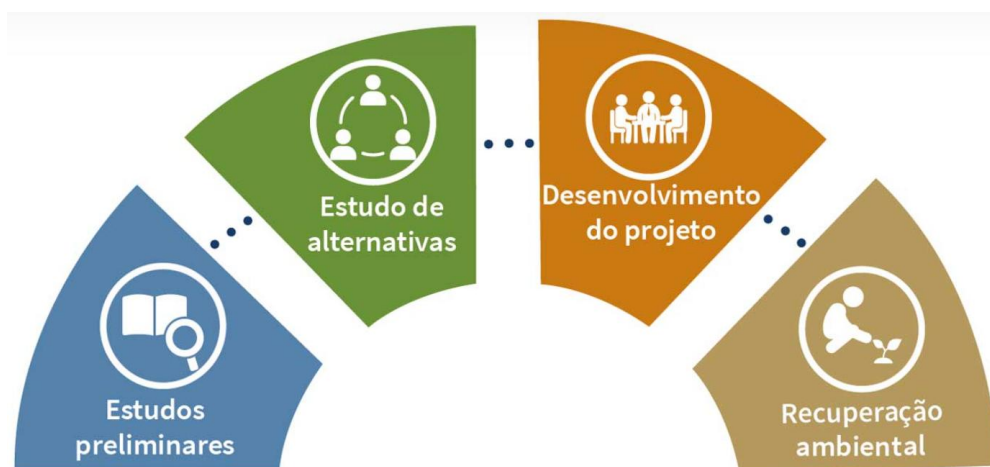 Estudos
preliminares
Estudo de
alternativas
Desenvolvimento
do projeto
Recuperação
ambiental